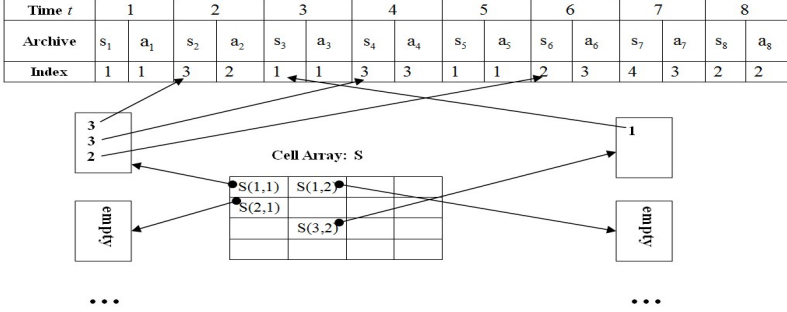 Time t 1 2 3 4 5 6 7 8
Archive s1 a1 s2 a2 s3 a3 s4 a4 s5 a5 s6 a6 s7 a7 s8 a8
Index 1 1 3 2 1 1 3 3 1 1 2 3 4 3 2 2
3
3
2
1
Cell Array: S
S(1,1) S(1,2)
S(2,1)
S(3,2)
empty
empty
... ...